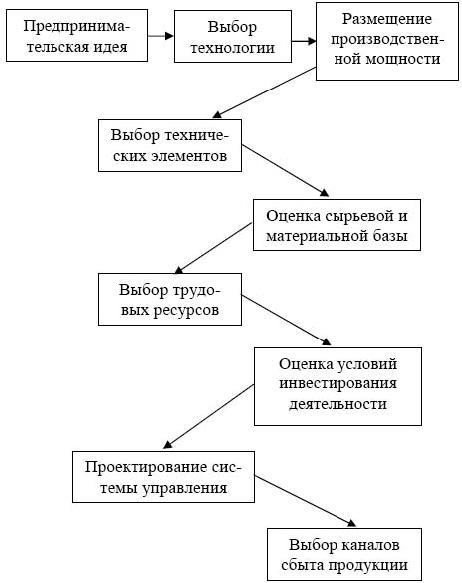 Предпринима-
тельская идея
Выбор
технологии
Размещение
производствен-
ной мощности
Выбор техниче-
ских элементов
Оценка сырьевой и
материальной базы
Выбор трудо-
вых ресурсов
Оценка условий
инвестирования
деятельности
Проектирование сис-
темы управления
Выбор каналов
сбыта продукции